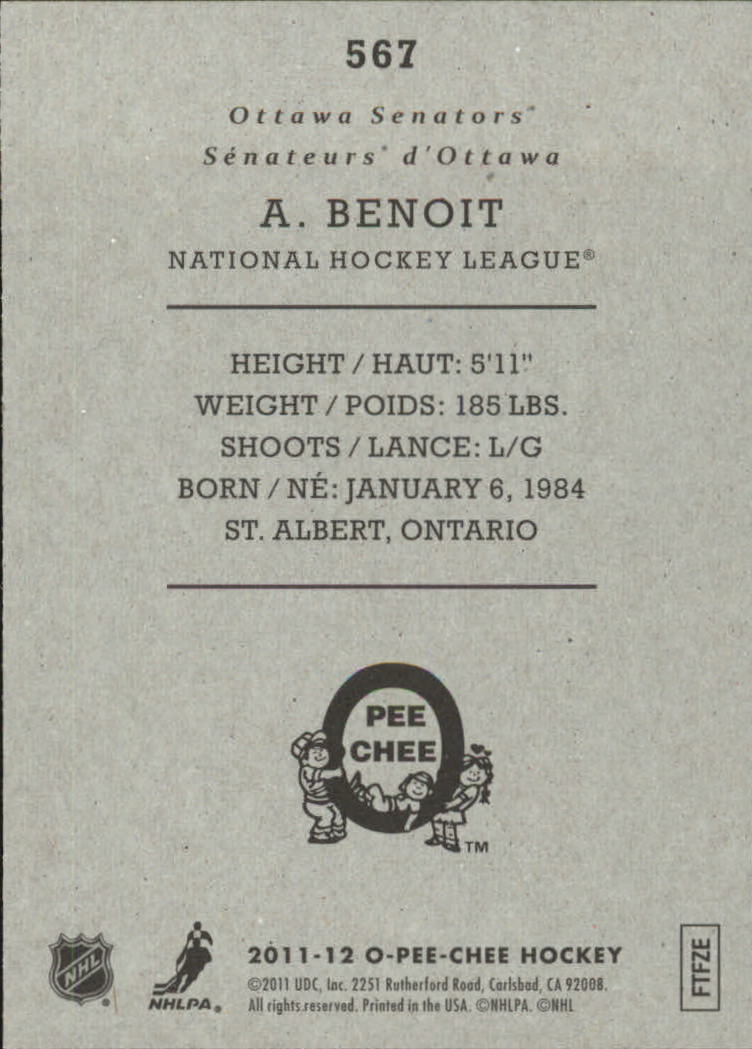 567
Ottawa Senators
Sénateurs d'Ottawa
A. BENOIT
NATIONAL HOCKEY LEAGUE®
HEIGHT / HAUT: 5'11"
WEIGHT / POIDS: 185 LBS.
SHOOTS / LANCE: L/G
BORN / NÉ: JANUARY 6, 1984
ST. ALBERT, ONTARIO
O
PEE
CHEE
TM
NHL
NHLPA®
2011-12 O-PEE-CHEE HOCKEY
©2011 UDC, Inc. 2251 Rutherford Road, Carlsbad, CA 92008.
All rights reserved. Printed in the USA. ©NHLPA. ©NHL
FTFZE